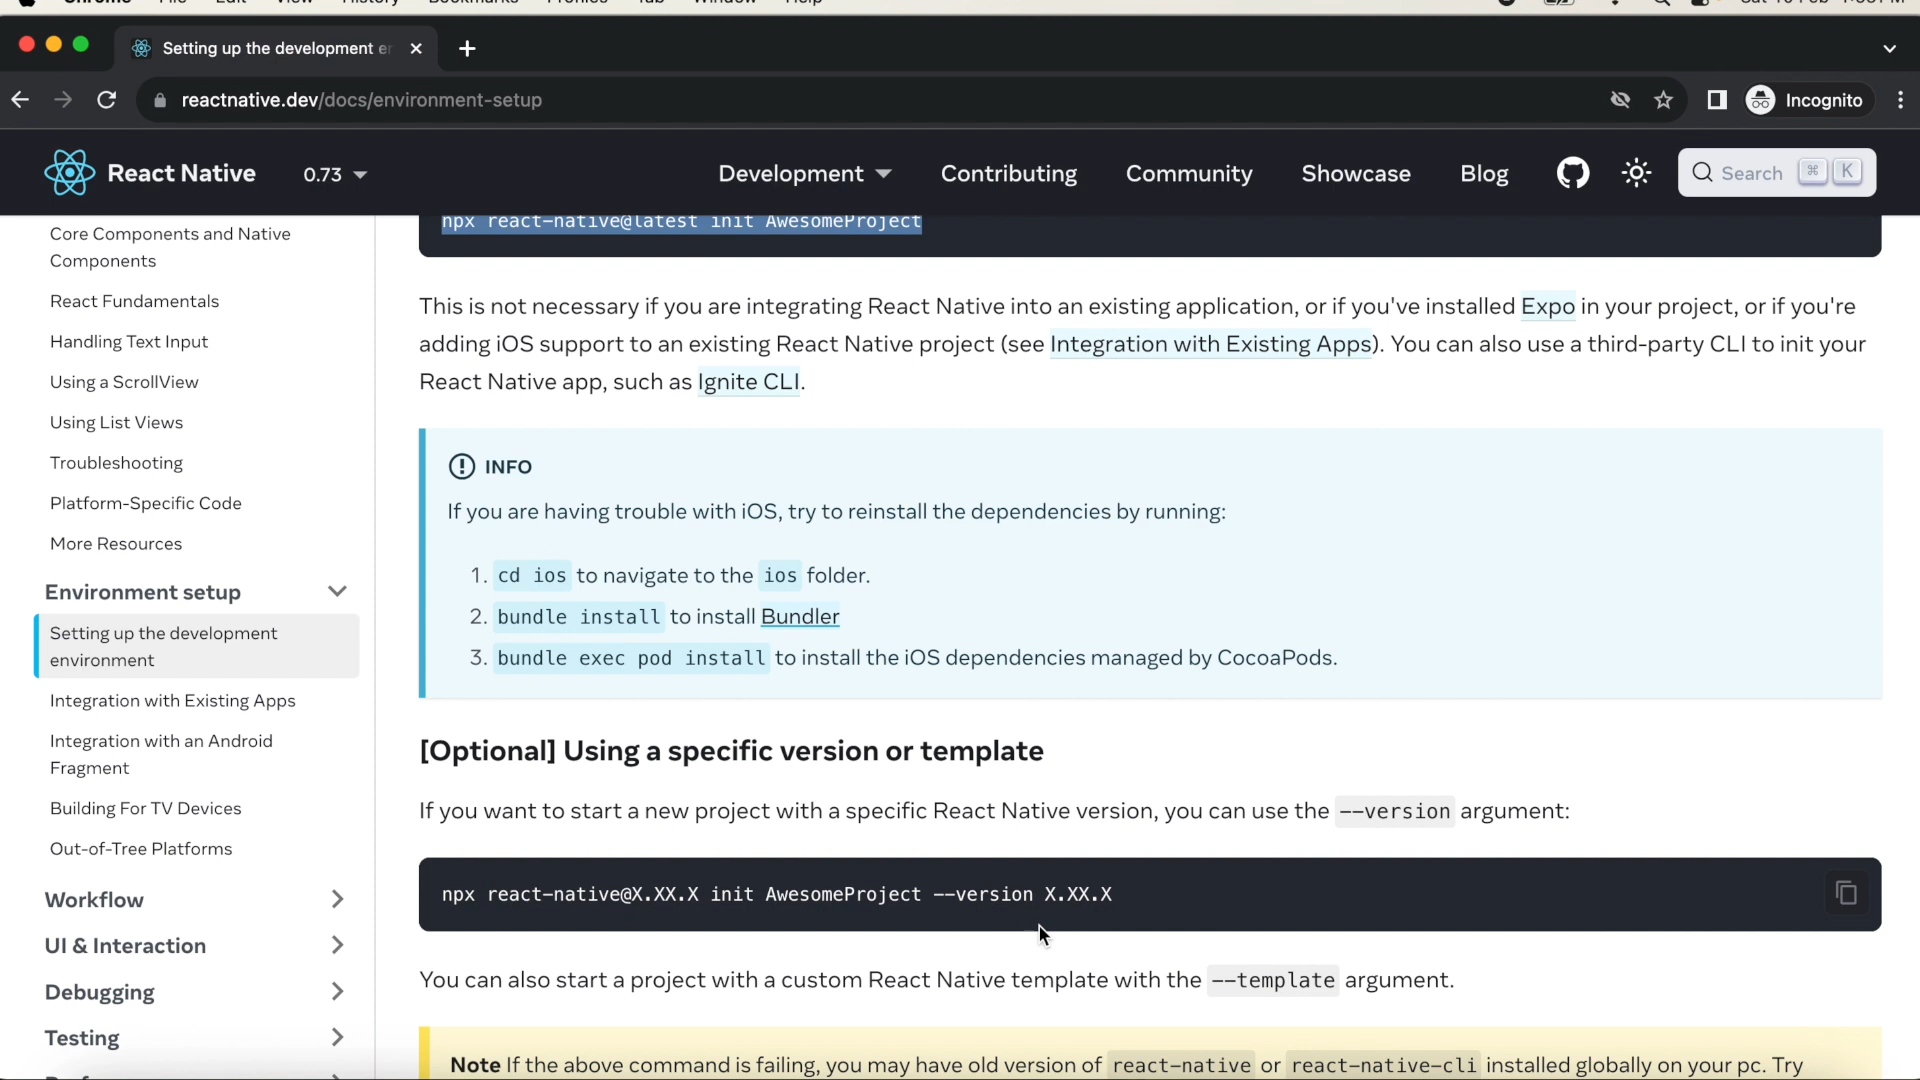 Chrome File Edit View History Bookmarks Profiles Tab Window Help
Setting up the development e
reactnative.dev/docs/environment-setup
Incognito
React Native
0.73
Development
Contributing
Community
Showcase
Blog
Search ⌘ K
Core Components and Native
Components
React Fundamentals
Handling Text Input
Using a ScrollView
Using List Views
Troubleshooting
Platform-Specific Code
More Resources
Environment setup
Setting up the development
environment
Integration with Existing Apps
Integration with an Android
Fragment
Building For TV Devices
Out-of-Tree Platforms
Workflow
UI & Interaction
Debugging
Testing
npx react-native@latest init AwesomeProject
This is not necessary if you are integrating React Native into an existing application, or if you've installed Expo in your project, or if you're
adding iOS support to an existing React Native project (see Integration with Existing Apps). You can also use a third-party CLI to init your
React Native app, such as Ignite CLI.
INFO
If you are having trouble with iOS, try to reinstall the dependencies by running:
1. cd ios to navigate to the ios folder.
2. bundle install to install Bundler
3. bundle exec pod install to install the iOS dependencies managed by CocoaPods.
[Optional] Using a specific version or template
If you want to start a new project with a specific React Native version, you can use the --version argument:
npx react-native@X.XX.X init AwesomeProject --version X.XX.X
You can also start a project with a custom React Native template with the --template argument.
Note If the above command is failing, you may have old version of react-native or react-native-cli installed globally on your pc. Try